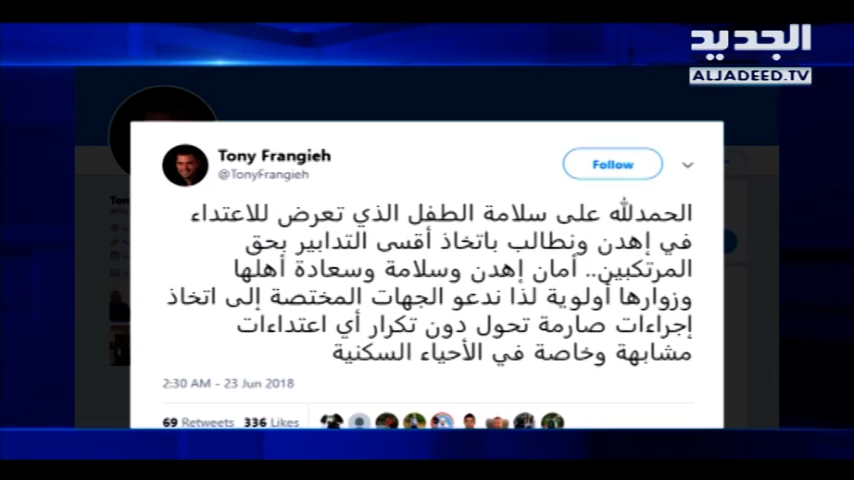 الجديد
ALJADEED.TV
Tony Frangieh
@TonyFrangieh
Follow
الحمدلله على سلامة الطفل الذي تعرض للاعتداء
في إهدن ونطالب باتخاذ أقسى التدابير بحق
المرتكبين.. أمان إهدن وسلامة وسعادة أهلها
وزوارها أولوية لذا ندعو الجهات المختصة إلى اتخاذ
إجراءات صارمة تحول دون تكرار أي اعتداءات
مشابهة وخاصة في الأحياء السكنية
2:30 AM - 23 Jun 2018
69 Retweets 336 Likes